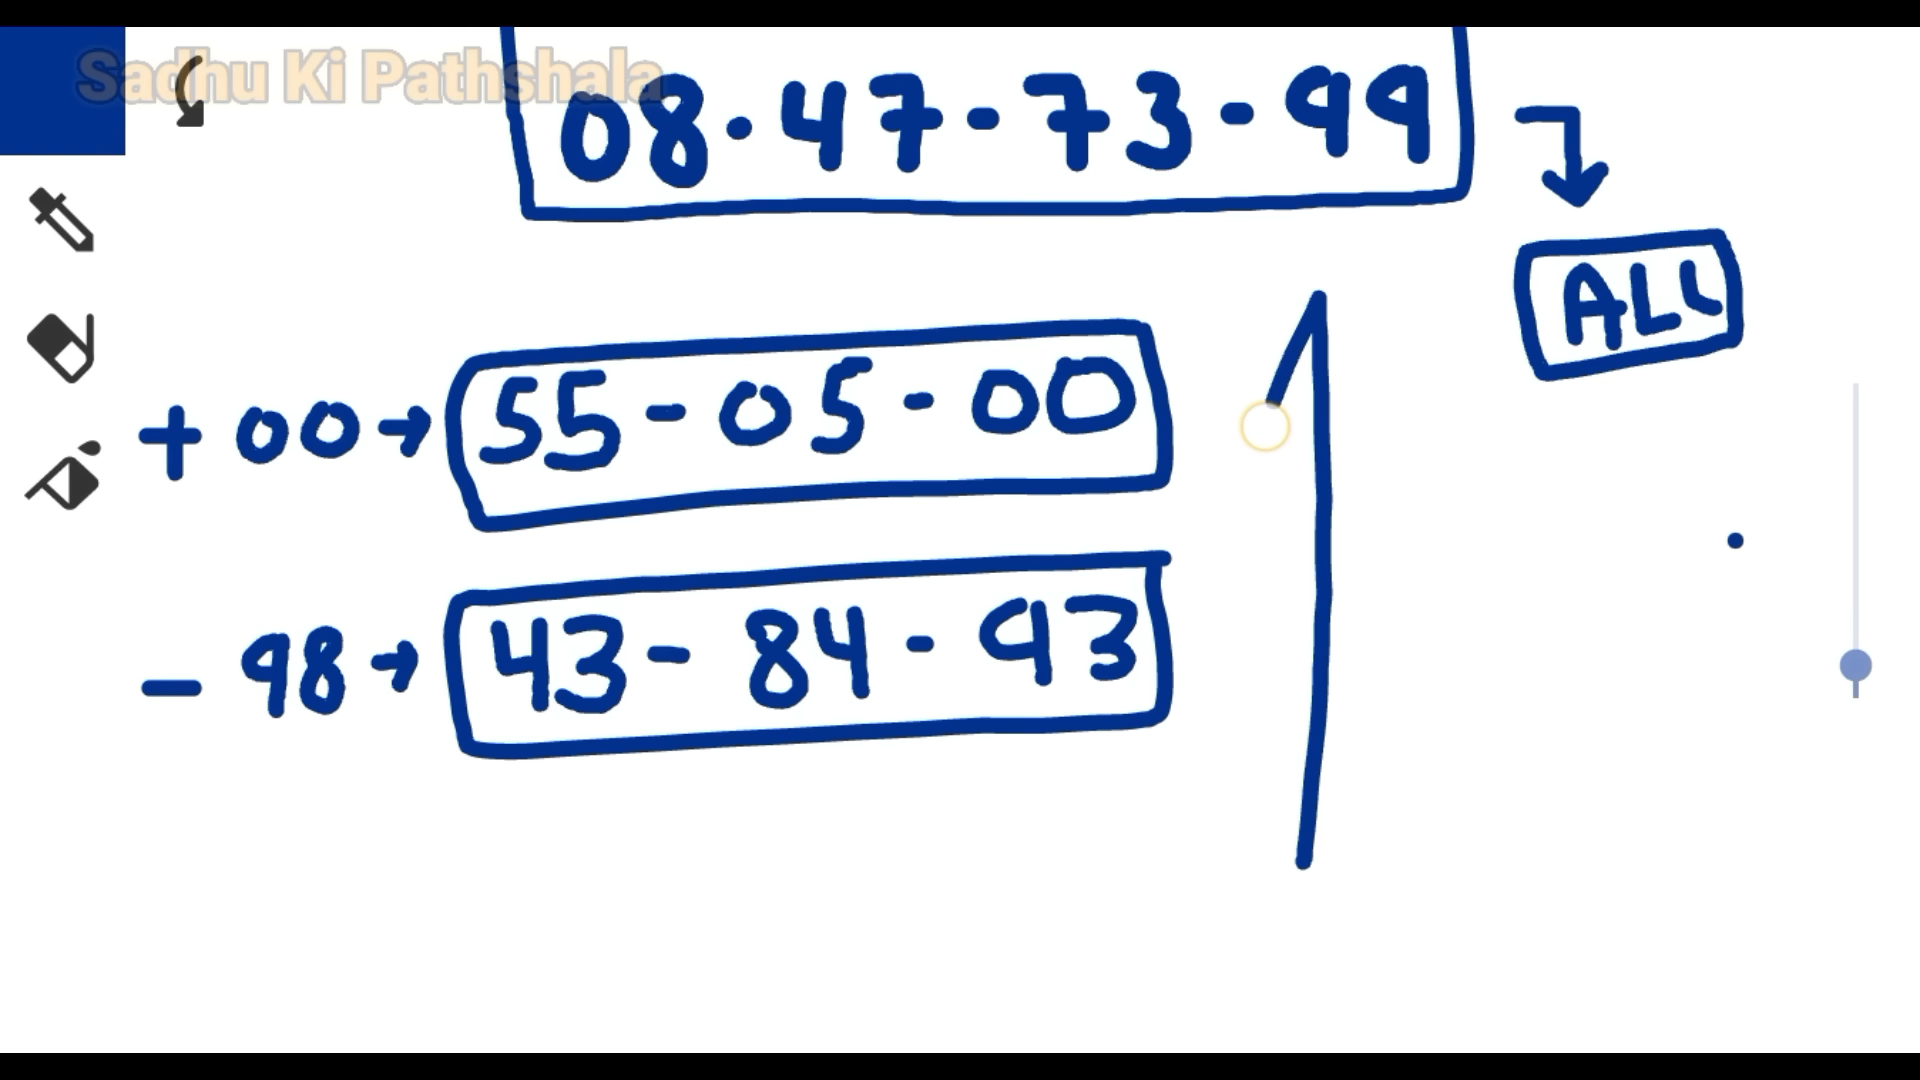 Sadhu Ki Pathshala
08·47-73-99
ALL
+ 00→ 55-05-00
- 98→ 43-84-93